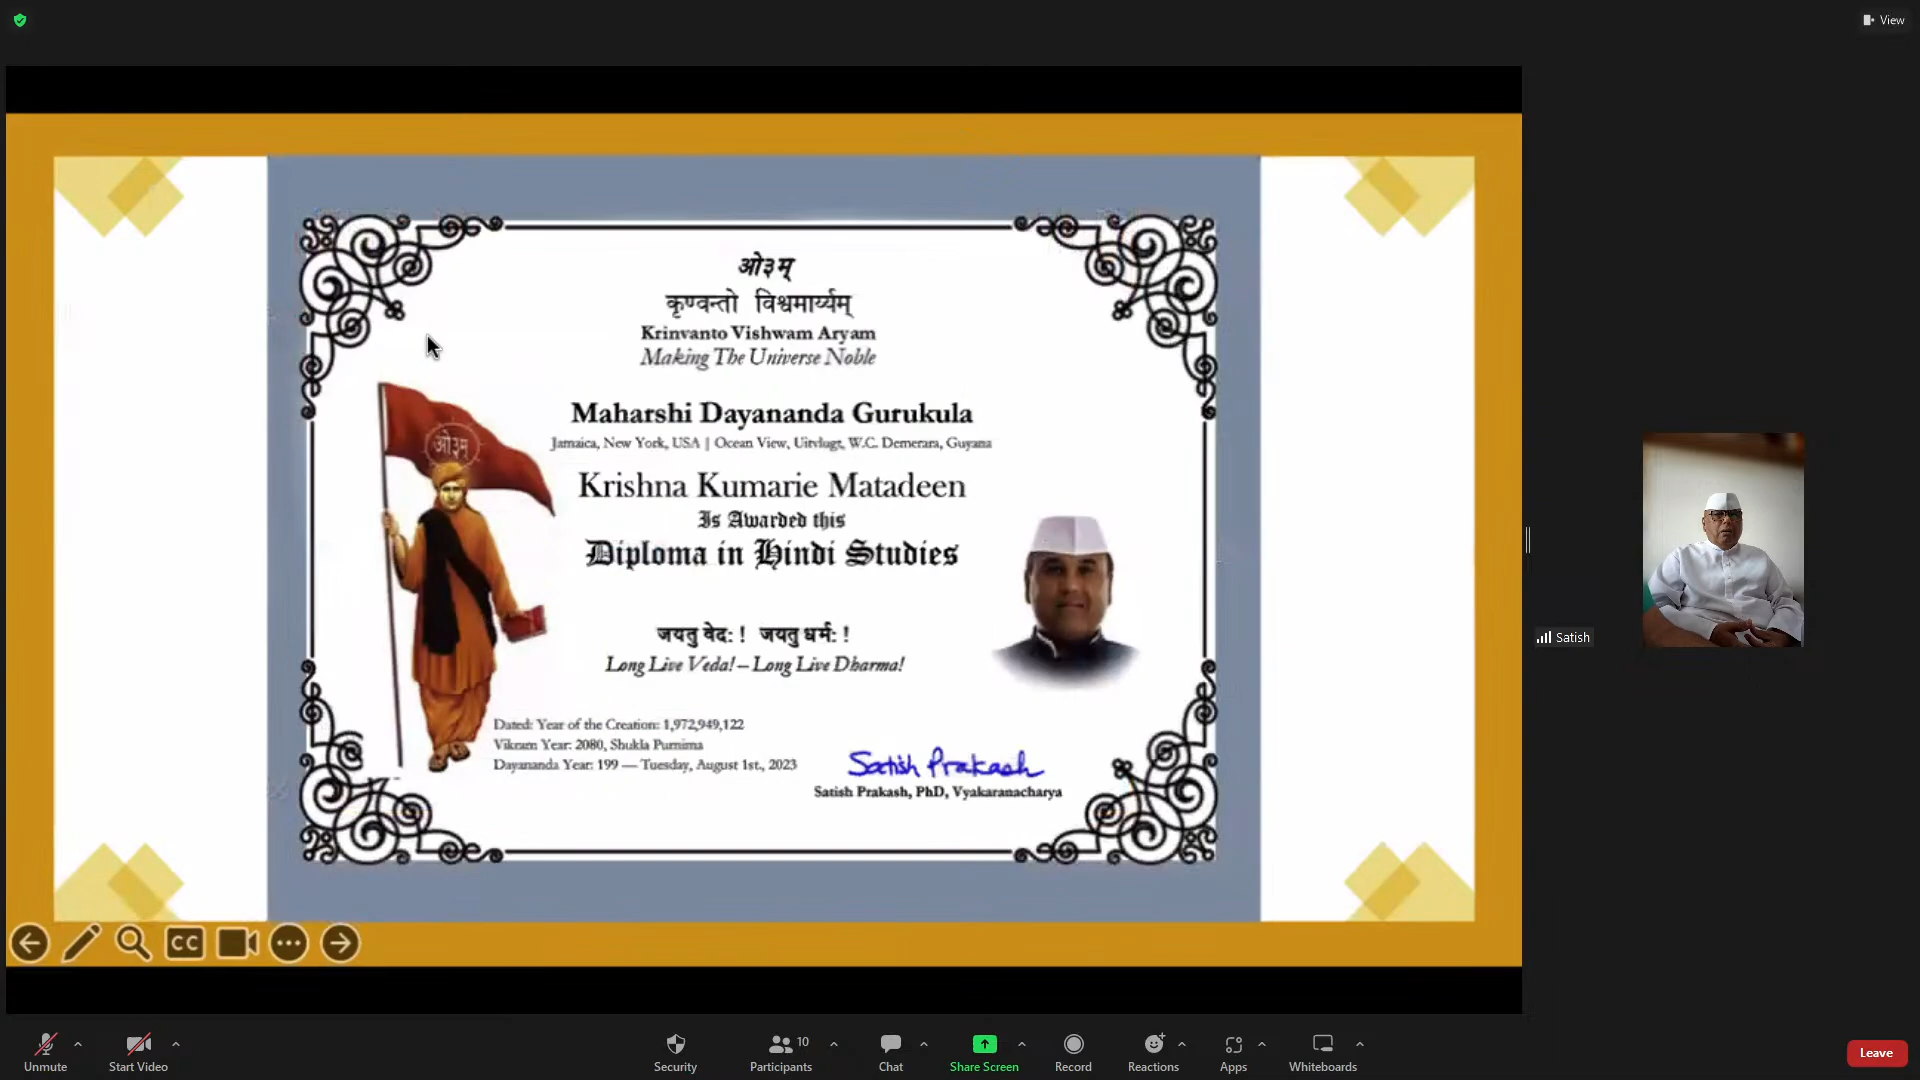 View
ओ३म्
कृण्वन्तो विश्वमार्य्यम्
Krinvanto Vishwam Aryam
Making The Universe Noble
Maharshi Dayananda Gurukula
Jamaica, New York, USA | Ocean View, Uitvlugt, W.C. Demerara, Guyana
ओ३म्
Krishna Kumarie Matadeen
Is Awarded this
Diploma in Hindi Studies
जयतु वेदः ! जयतु धर्मः !
Long Live Veda! – Long Live Dharma!
Dated: Year of the Creation: 1,972,949,122
Vikram Year: 2080, Shukla Purnima
Dayananda Year: 199 — Tuesday, August 1st., 2023
Satish Prakash
Satish Prakash, PhD, Vyakaranacharya
Satish
CC
Unmute
Start Video
Security
Participants 10
Chat
Share Screen
Record
Reactions
Apps
Whiteboards
Leave